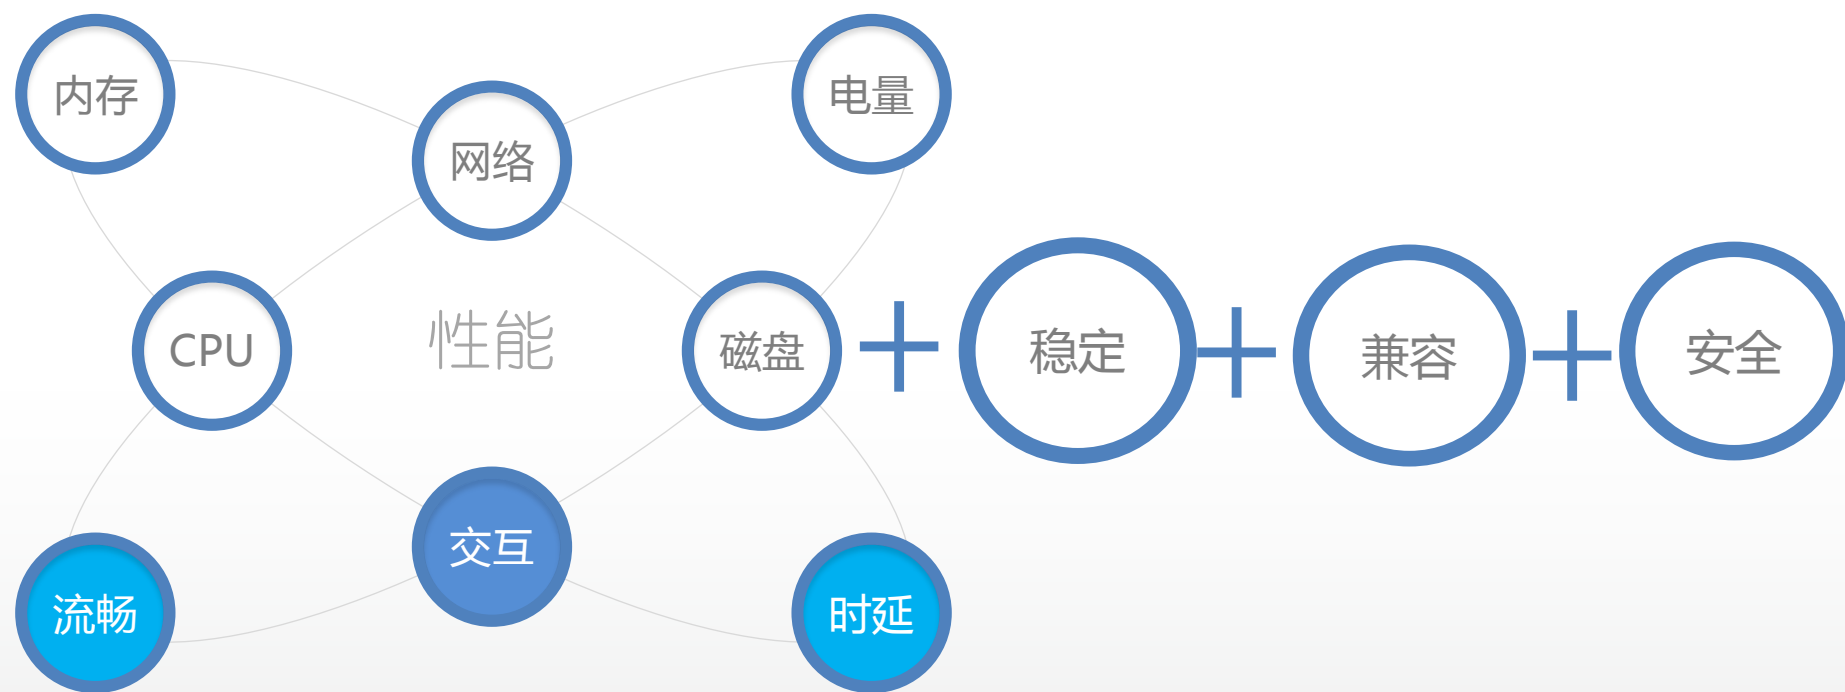 内存
电量
网络
CPU
性能
磁盘
稳定
兼容
安全
交互
流畅
时延